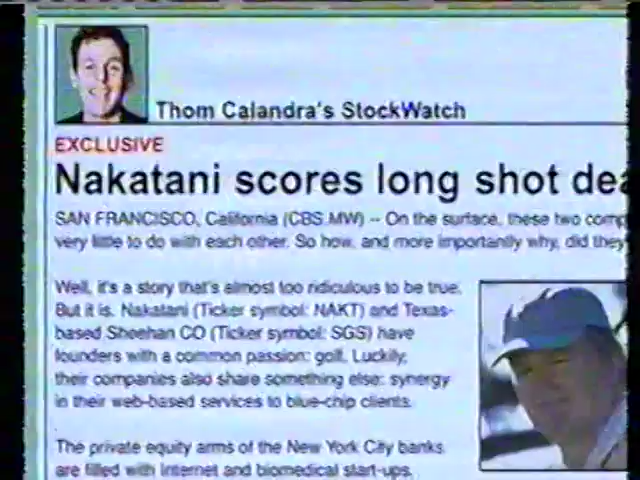 Thom Calandra's StockWatch
EXCLUSIVE
Nakatani scores long shot dea
SAN FRANCISCO, California (CBS.MW) -- On the surface, these two comp
very little to do with each other. So how, and more importantly why, did they
Well, it's a story that's almost too ridiculous to be true.
But it is. Nakatani (Ticker symbol: NAKT) and Texas-
based Sheehan CO (Ticker symbol: SGS) have
founders with a common passion: golf. Luckily,
their companies also share something else: synergy
in their web-based services to blue-chip clients.
The private equity arms of the New York City banks
are filled with Internet and biomedical start-ups.